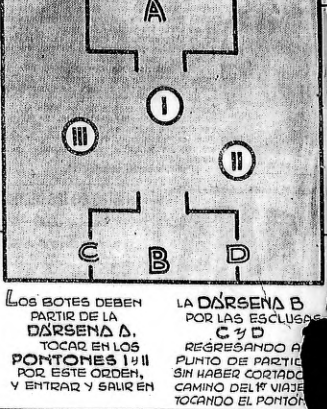 A
I
III
II
C B D
LOS BOTES DEBEN
PARTIR DE LA
DÁRSENA A.
TOCAR EN LOS
PONTONES I y II
POR ESTE ORDEN,
Y ENTRAR Y SALIR EN
LA DÁRSENA B
POR LAS ESCLUSAS
C y D
REGRESANDO
PUNTO DE
SIN HABER CORTADO
CAMINO DEL 1er VIAJE
TOCANDO EL PONTÓN